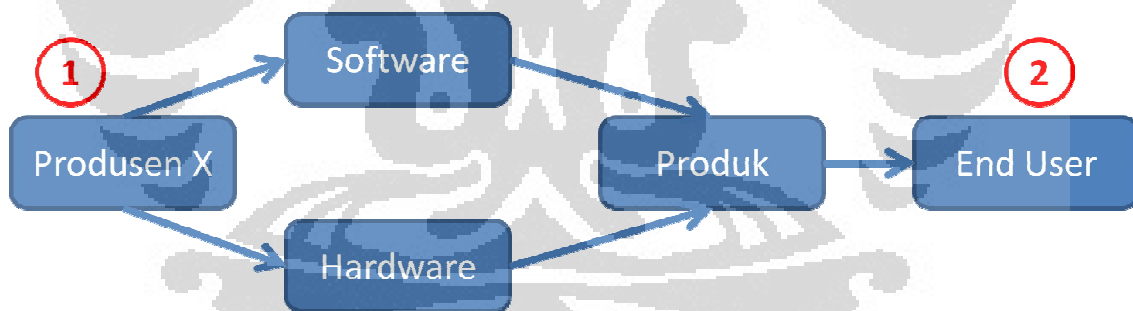 1
Software
2
Produsen X
Produk
End User
Hardware